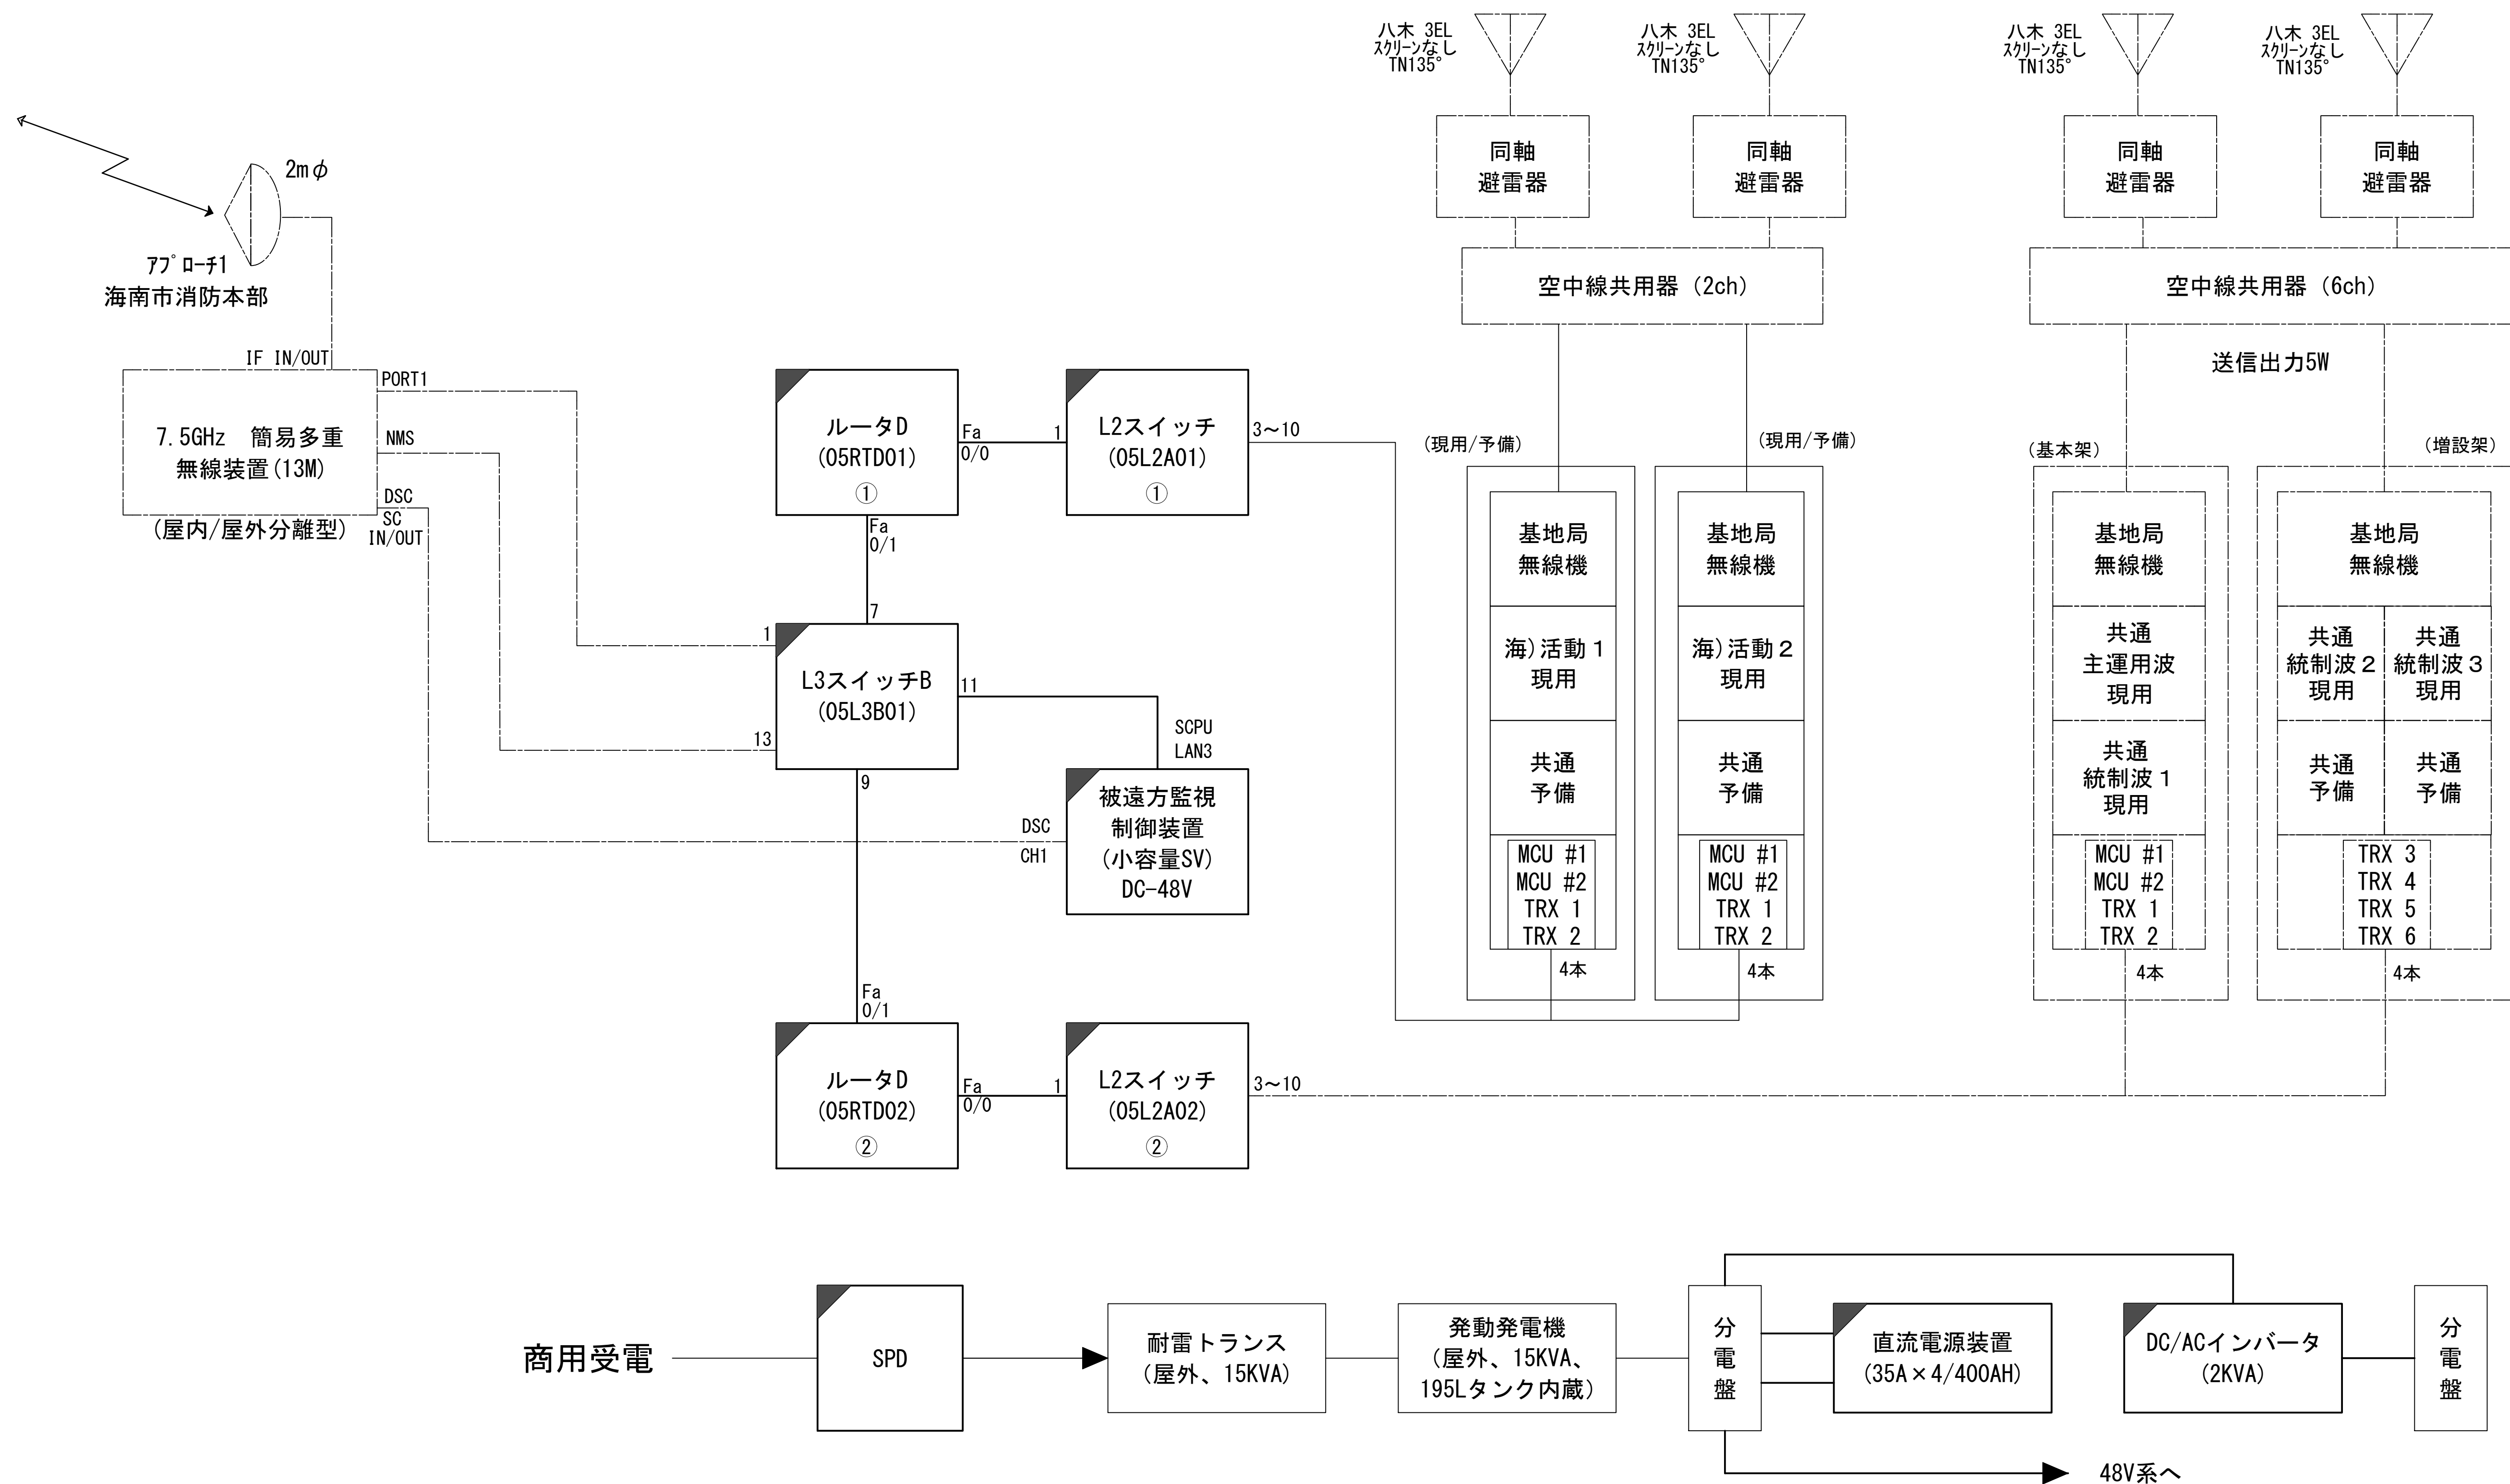 八木 3EL
スクリーンなし
TN135°
八木 3EL
スクリーンなし
TN135°
八木 3EL
スクリーンなし
TN135°
八木 3EL
スクリーンなし
TN135°
同軸
避雷器
同軸
避雷器
同軸
避雷器
同軸
避雷器
2mφ
アプローチ1
海南市消防本部
空中線共用器（2ch）
空中線共用器（6ch）
送信出力5W
IF IN/OUT
7.5GHz　簡易多重
無線装置(13M)
(屋内/屋外分離型)
PORT1
NMS
DSC
SC
IN/OUT
ルータD
(05RTD01)
①
Fa
0/0
1
L2スイッチ
(05L2A01)
①
3～10
Fa
0/1
7
1
13
L3スイッチB
(05L3B01)
11
9
SCPU
LAN3
DSC
CH1
被遠方監視
制御装置
(小容量SV)
DC-48V
Fa
0/1
ルータD
(05RTD02)
②
Fa
0/0
1
L2スイッチ
(05L2A02)
②
3～10
(現用/予備)
基地局
無線機
海)活動１
現用
共通
予備
MCU #1
MCU #2
TRX 1
TRX 2
4本
(現用/予備)
基地局
無線機
海)活動２
現用
共通
予備
MCU #1
MCU #2
TRX 1
TRX 2
4本
(基本架)
基地局
無線機
共通
主運用波
現用
共通
統制波１
現用
MCU #1
MCU #2
TRX 1
TRX 2
4本
(増設架)
基地局
無線機
共通
統制波２
現用
共通
統制波３
現用
共通
予備
共通
予備
TRX 3
TRX 4
TRX 5
TRX 6
4本
商用受電
SPD
耐雷トランス
(屋外、15KVA)
発動発電機
(屋外、15KVA、
195Lタンク内蔵)
分
電
盤
直流電源装置
(35A×4/400AH)
DC/ACインバータ
(2KVA)
分
電
盤
48V系へ